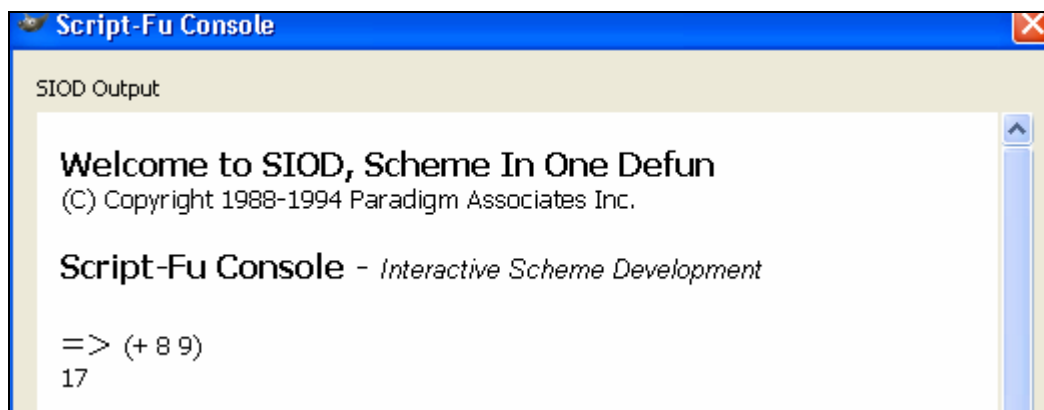 Script-Fu Console
SIOD Output
Welcome to SIOD, Scheme In One Defun
(C) Copyright 1988-1994 Paradigm Associates Inc.
Script-Fu Console - Interactive Scheme Development
=> (+ 8 9)
17